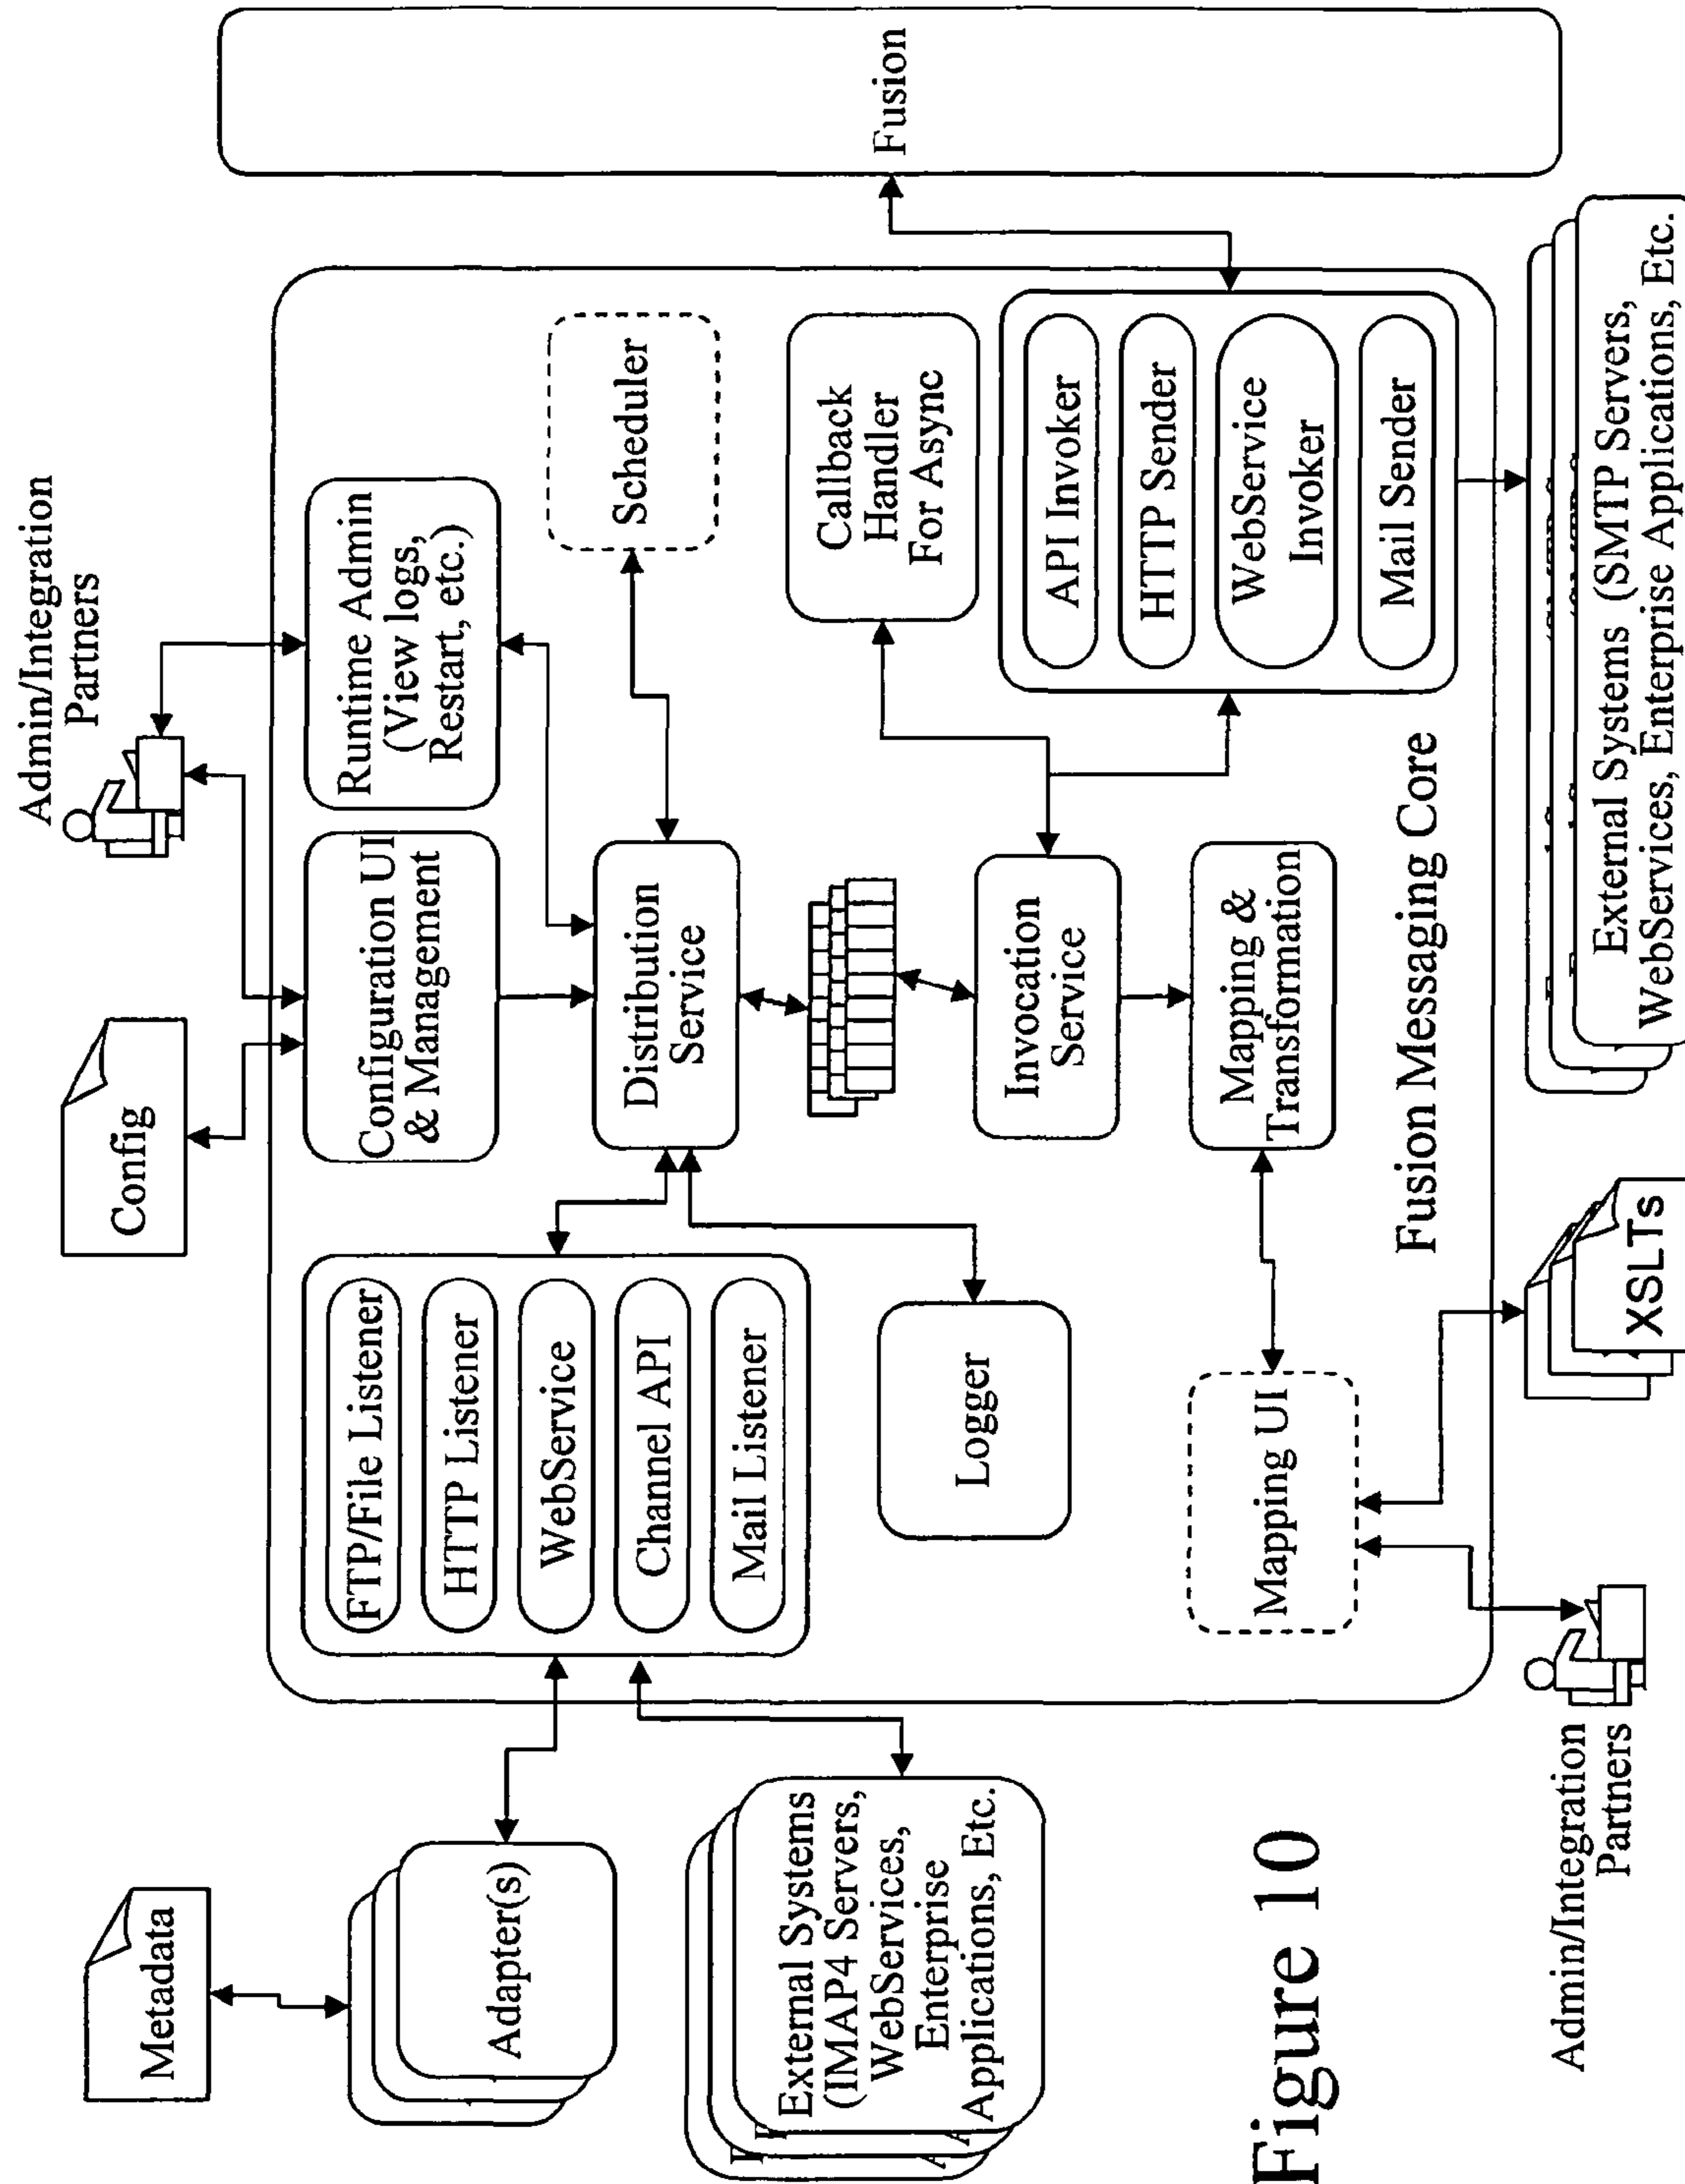 Admin/Integration
Partners
Metadata
Config
Configuration UI
& Management
Runtime Admin
(View logs,
Restart, etc.)
Adapter(s)
FTP/File Listener
HTTP Listener
WebService
Channel API
Mail Listener
Distribution
Service
Scheduler
External Systems
(IMAP4 Servers,
WebServices,
Enterprise
Applications, Etc.
Logger
Invocation
Service
Callback
Handler
For Async
Fusion
Mapping UI
Mapping &
Transformation
API Invoker
HTTP Sender
WebService
Invoker
Mail Sender
Fusion Messaging Core
Figure 10
Admin/Integration
Partners
XSLTs
External Systems (SMTP Servers,
WebServices, Enterprise Applications, Etc.